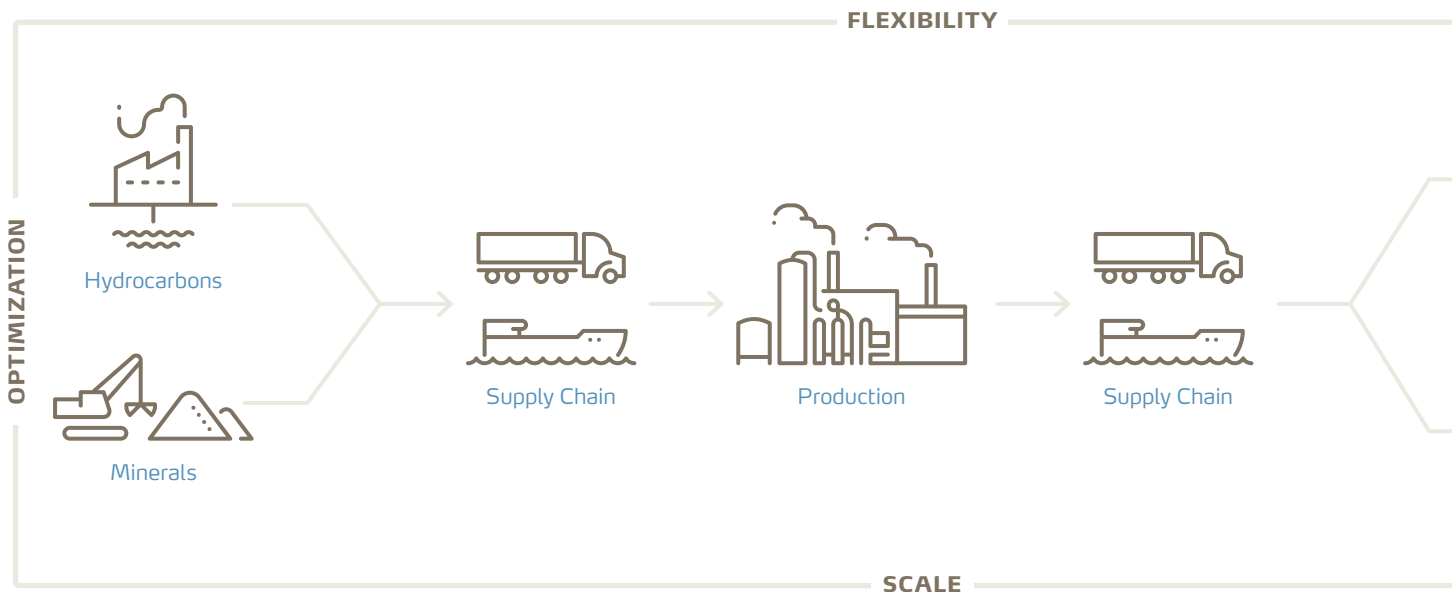 FLEXIBILITY
OPTIMIZATION
Hydrocarbons
Minerals
Supply Chain
Production
Supply Chain
SCALE